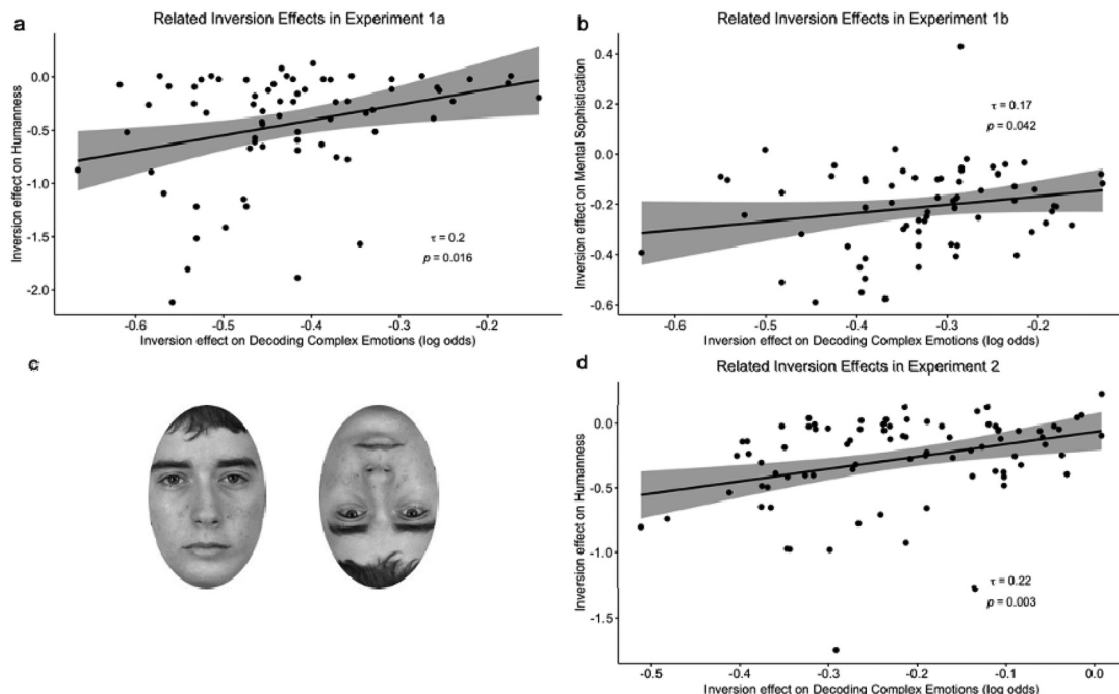 a
Related Inversion Effects in Experiment 1a
Inversion effect on Humanness
0.0
-0.5
-1.0
-1.5
-2.0
τ = 0.2
p = 0.016
-0.6
-0.5
-0.4
-0.3
-0.2
Inversion effect on Decoding Complex Emotions (log odds)
b
Related Inversion Effects in Experiment 1b
Inversion effect on Mental Sophistication
0.4
0.2
0.0
-0.2
-0.4
-0.6
τ = 0.17
p = 0.042
-0.6
-0.5
-0.4
-0.3
-0.2
Inversion effect on Decoding Complex Emotions (log odds)
c
d
Related Inversion Effects in Experiment 2
Inversion effect on Humanness
0.0
-0.5
-1.0
-1.5
τ = 0.22
p = 0.003
-0.5
-0.4
-0.3
-0.2
-0.1
0.0
Inversion effect on Decoding Complex Emotions (log odds)